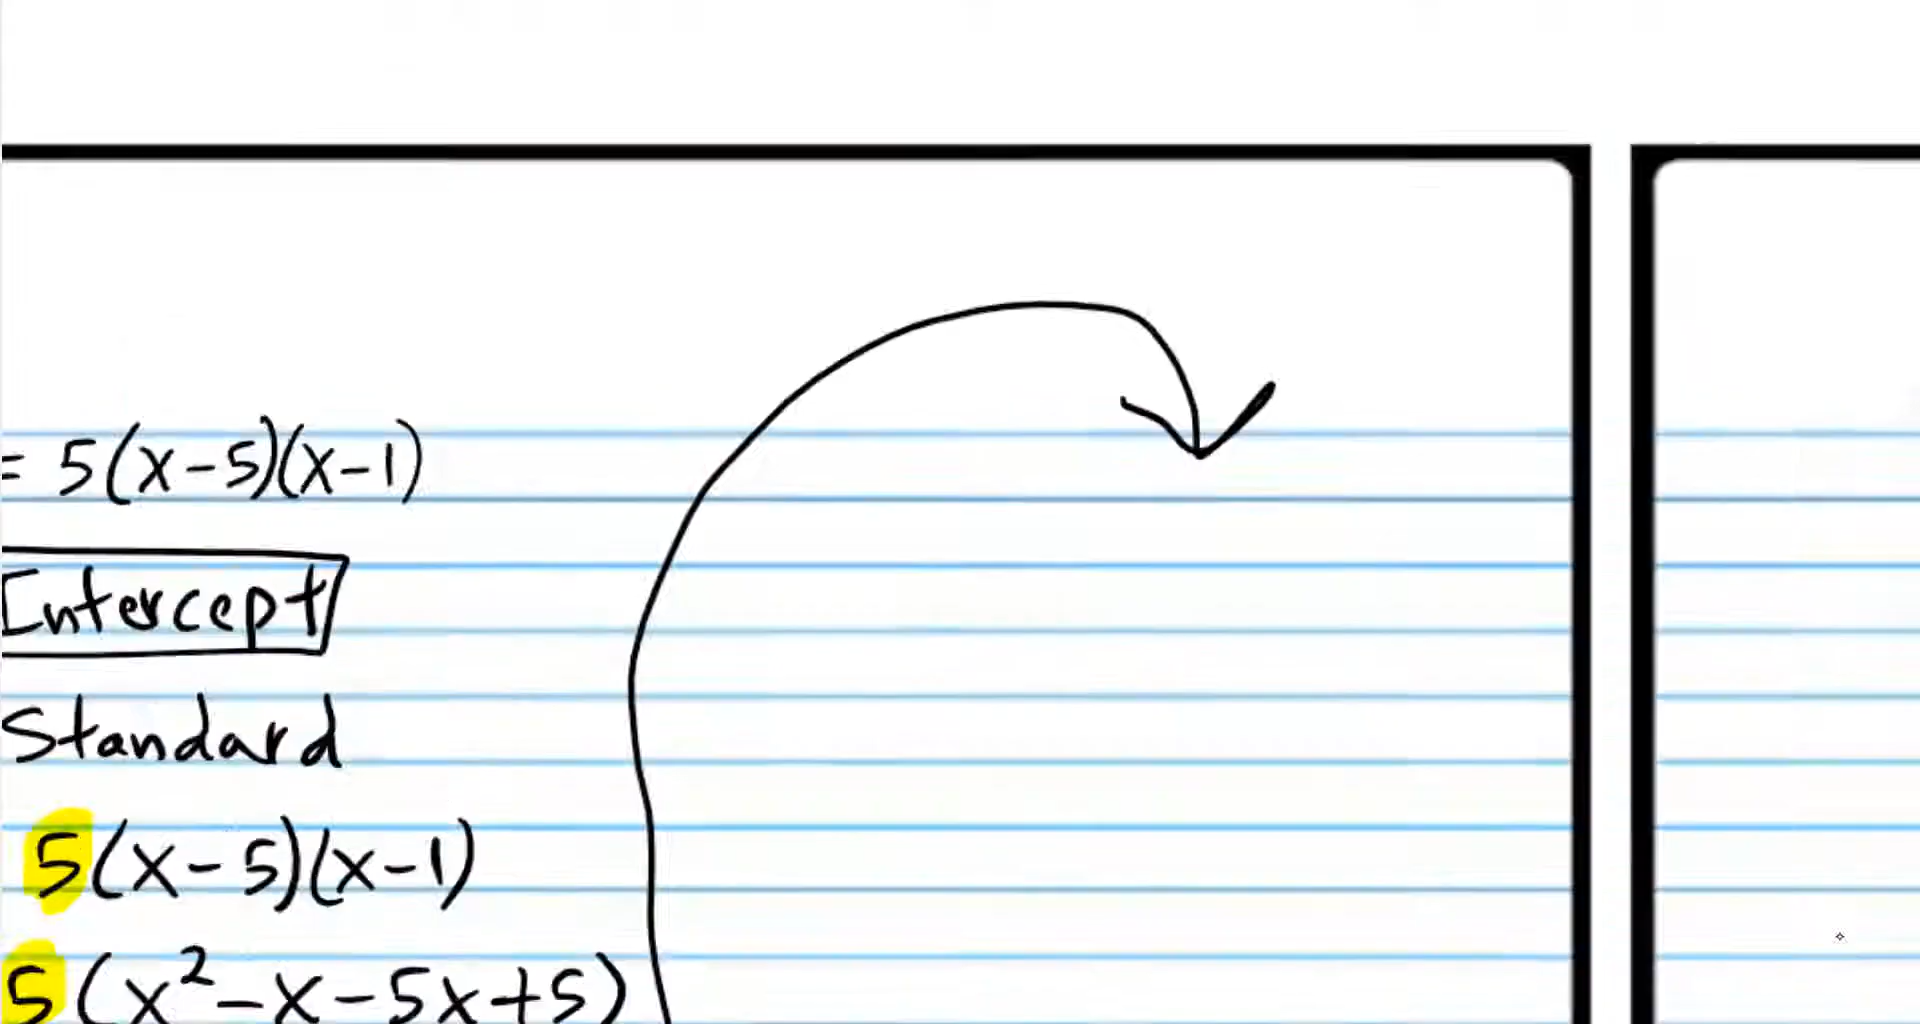 = 5(x-5)(x-1)
Intercept
Standard
5(x-5)(x-1)
5(x²-x-5x+5)